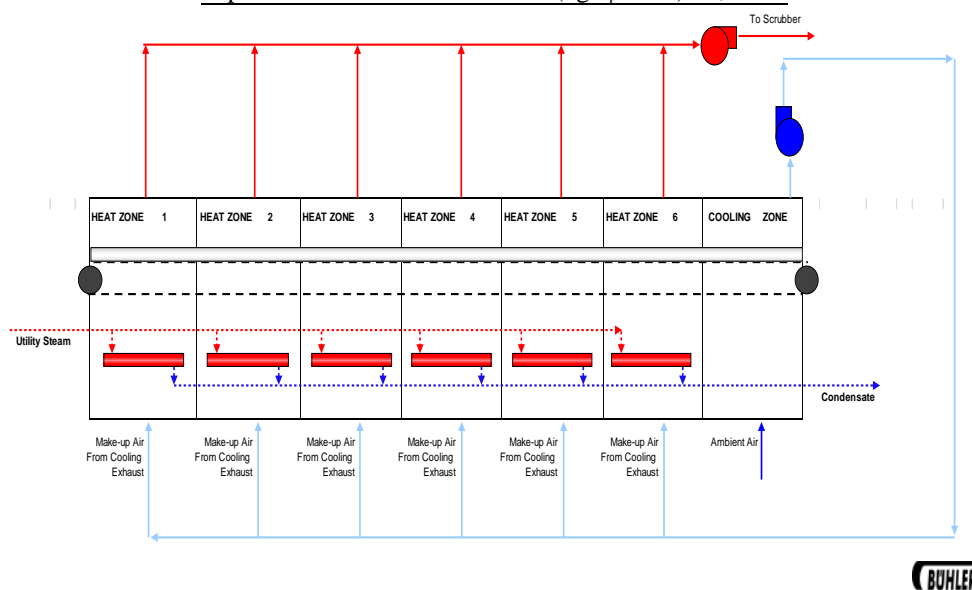 To Scrubber
HEAT ZONE 1 HEAT ZONE 2 HEAT ZONE 3 HEAT ZONE 4 HEAT ZONE 5 HEAT ZONE 6 COOLING ZONE
Utility Steam
Condensate
Make-up Air
From Cooling
Exhaust
Make-up Air
From Cooling
Exhaust
Make-up Air
From Cooling
Exhaust
Make-up Air
From Cooling
Exhaust
Make-up Air
From Cooling
Exhaust
Make-up Air
From Cooling
Exhaust
Ambient Air
BÜHLER